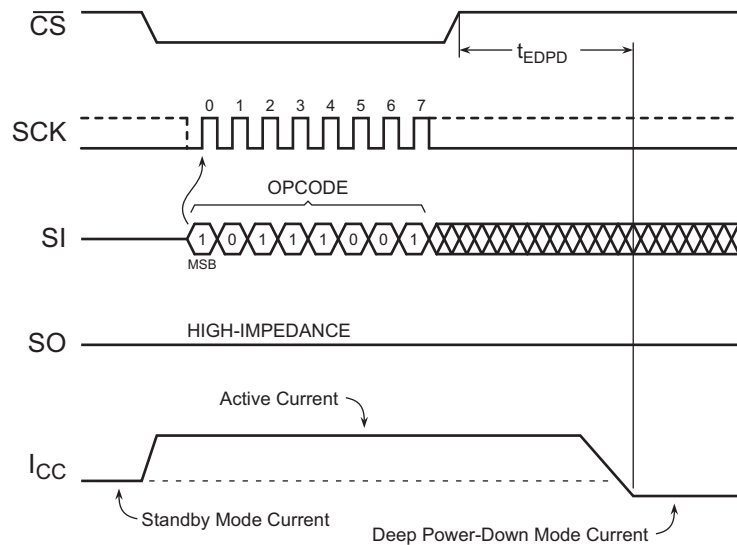 CS
tEDPD
0 1 2 3 4 5 6 7
SCK
OPCODE
SI
1 0 1 1 1 0 0 1
MSB
HIGH-IMPEDANCE
SO
Active Current
ICC
Standby Mode Current
Deep Power-Down Mode Current